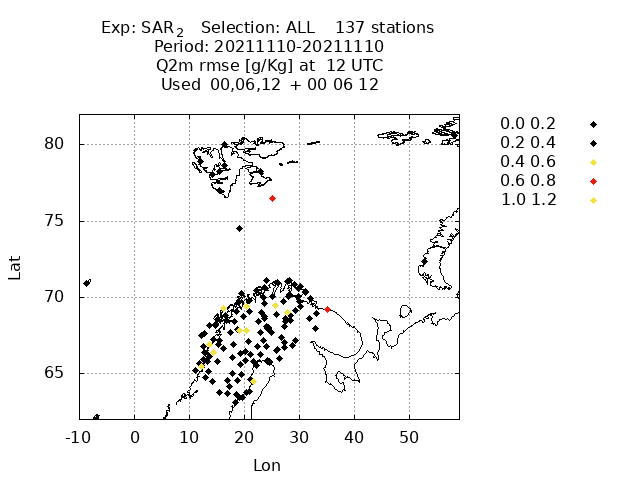 Exp: SAR₂ Selection: ALL 137 stations
Period: 20211110-20211110
Q2m rmse [g/Kg] at 12 UTC
Used 00,06,12 + 00 06 12
0.0 0.2
0.2 0.4
0.4 0.6
0.6 0.8
1.0 1.2
80
75
70
65
Lat
-10 0 10 20 30 40 50
Lon